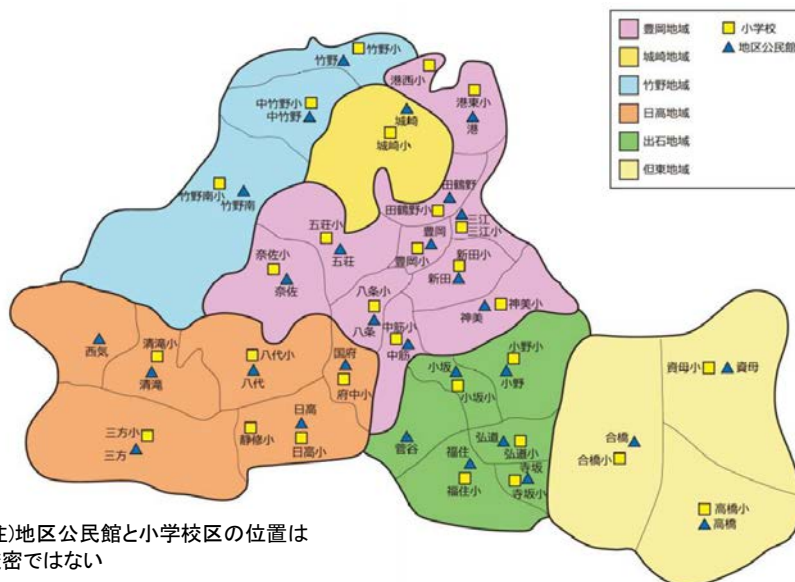 豊岡地域
城崎地域
竹野地域
日高地域
出石地域
但東地域
小学校
地区公民館
竹野小
竹野
港西小
港東小
港
中竹野小
中竹野
城崎
城崎小
竹野南小
竹野南
田鶴野
田鶴野小
三江
三江小
五荘小
五荘
豊岡
豊岡小
新田小
新田
奈佐小
奈佐
八条小
八条
中筋小
中筋
神美
神美小
西気
清滝小
清滝
八代小
八代
国府
府中小
小坂
小坂小
小野小
小野
資母小
資母
三方小
三方
静修小
日高
日高小
菅谷
福住
福住小
弘道
弘道小
寺坂
寺坂小
合橋
合橋小
高橋小
高橋
注)地区公民館と小学校区の位置は
密ではない